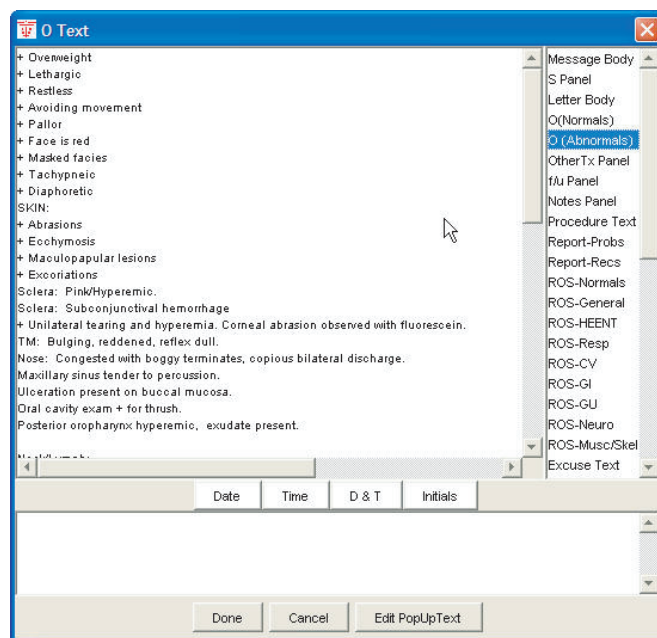 O Text
+ Overweight
+ Lethargic
+ Restless
+ Avoiding movement
+ Pallor
+ Face is red
+ Masked facies
+ Tachypneic
+ Diaphoretic
SKIN:
+ Abrasions
+ Ecchymosis
+ Maculopapular lesions
+ Excoriations
Sclera: Pink/Hyperemic.
Sclera: Subconjunctival hemorrhage
+ Unilateral tearing and hyperemia. Corneal abrasion observed with fluorescein.
TM: Bulging, reddened, reflex dull.
Nose: Congested with boggy terminates, copious bilateral discharge.
Maxillary sinus tender to percussion.
Ulceration present on buccal mucosa.
Oral cavity exam + for thrush.
Posterior oropharynx hyperemic, exudate present.
Message Body
S Panel
Letter Body
O(Normals)
O (Abnormals)
OtherTx Panel
f/u Panel
Notes Panel
Procedure Text
Report-Probs
Report-Recs
ROS-Normals
ROS-General
ROS-HEENT
ROS-Resp
ROS-CV
ROS-GI
ROS-GU
ROS-Neuro
ROS-Musc/Skel
Excuse Text
Date Time D & T Initials
Done Cancel Edit PopUpText